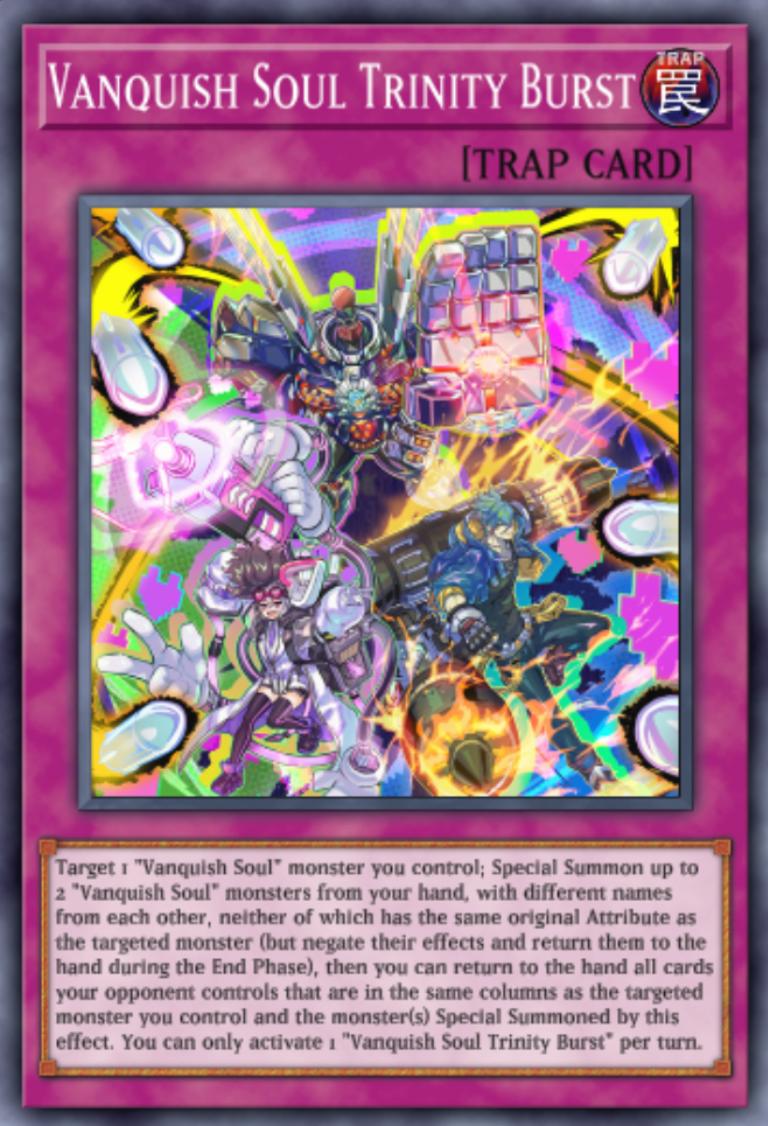 VANQUISH SOUL TRINITY BURST
TRAP
罠
[TRAP CARD]
Target 1 "Vanquish Soul" monster you control; Special Summon up to
2 "Vanquish Soul" monsters from your hand, with different names
from each other, neither of which has the same original Attribute as
the targeted monster (but negate their effects and return them to the
hand during the End Phase), then you can return to the hand all cards
your opponent controls that are in the same columns as the targeted
monster you control and the monster(s) Special Summoned by this
effect. You can only activate 1 "Vanquish Soul Trinity Burst" per turn.